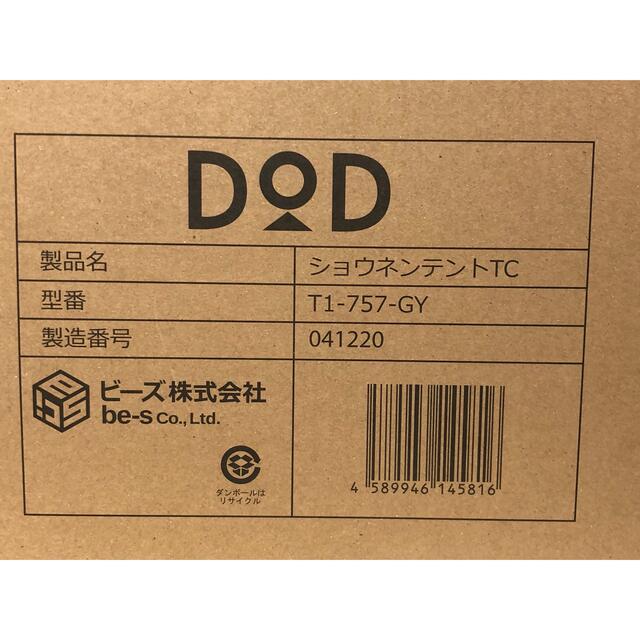 DOD
製品名 ショウネンテントTC
型番 T1-757-GY
製造番号 041220
ビーズ株式会社
be-s Co., Ltd.
ダンボールは
リサイクル
4 589946 145816